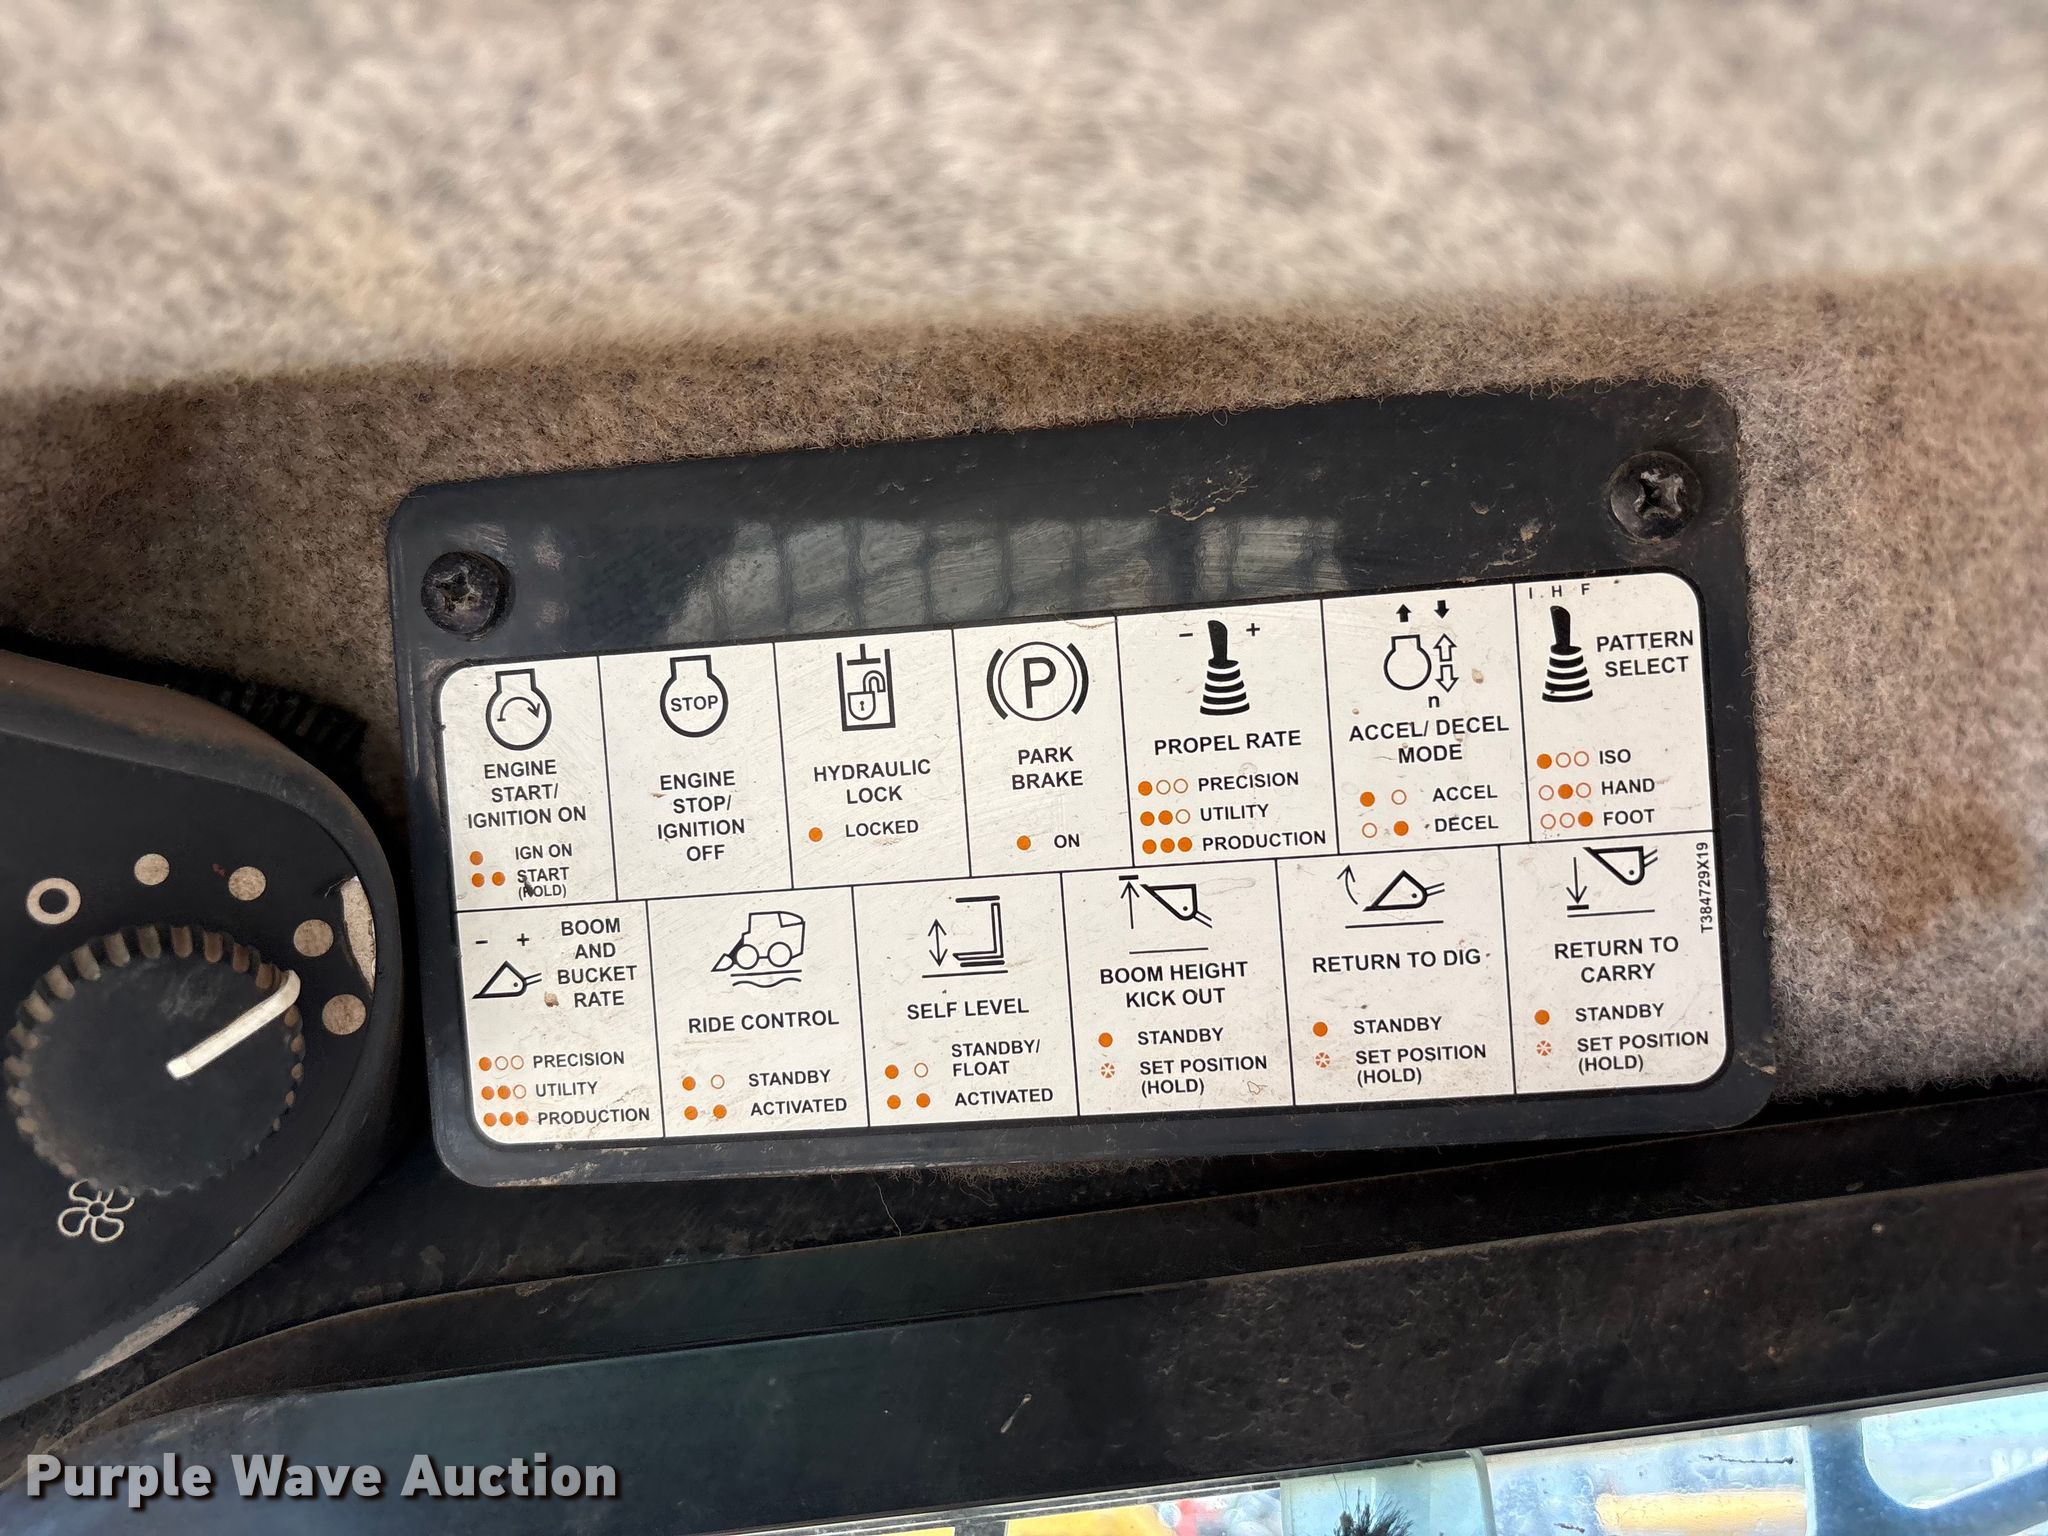 ENGINE
START/
IGNITION ON
IGN ON
START
(HOLD)
STOP
ENGINE
STOP/
IGNITION
OFF
HYDRAULIC
LOCK
LOCKED
P
PARK
BRAKE
ON
- +
PROPEL RATE
PRECISION
UTILITY
PRODUCTION
n
ACCEL/ DECEL
MODE
ACCEL
DECEL
I H F
PATTERN
SELECT
ISO
HAND
FOOT
- +
BOOM
AND
BUCKET
RATE
PRECISION
UTILITY
PRODUCTION
RIDE CONTROL
STANDBY
ACTIVATED
SELF LEVEL
STANDBY/
FLOAT
ACTIVATED
BOOM HEIGHT
KICK OUT
STANDBY
SET POSITION
(HOLD)
RETURN TO DIG
STANDBY
SET POSITION
(HOLD)
RETURN TO
CARRY
STANDBY
SET POSITION
(HOLD)
T384729X19
Purple Wave Auction